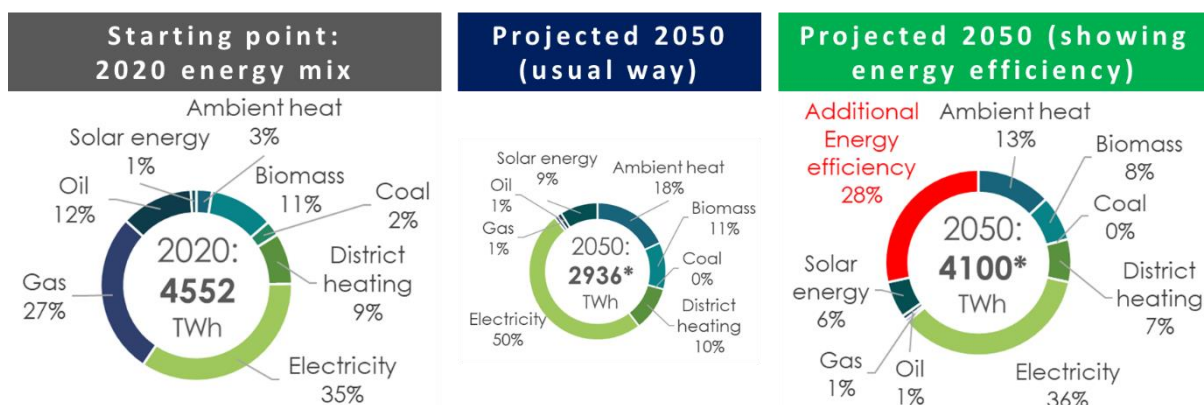 Starting point:
2020 energy mix
Ambient heat
3%
Solar energy
1%
Biomass
11%
Coal
2%
Oil
12%
District
heating
9%
Gas
27%
Electricity
35%
2020:
4552
TWh
Projected 2050
(usual way)
Solar energy
9%
Ambient heat
18%
Oil
1%
Biomass
11%
Gas
1%
Coal
0%
District
heating
10%
Electricity
50%
2050:
2936*
TWh
Projected 2050 (showing
energy efficiency)
Additional
Energy
efficiency
28%
Ambient heat
13%
Biomass
8%
Coal
0%
District
heating
7%
Solar
energy
6%
Gas
1%
Oil
1%
Electricity
36%
2050:
4100*
TWh